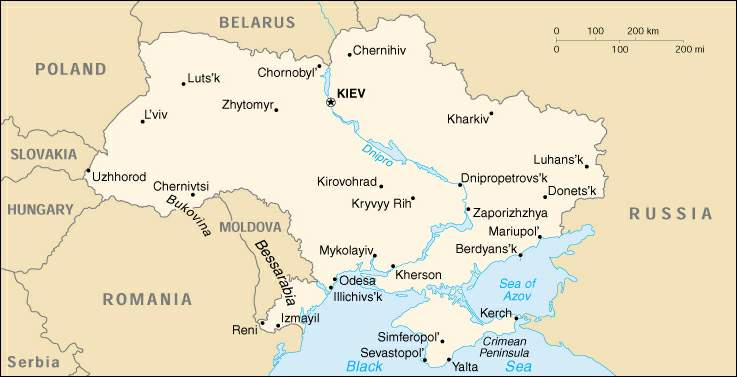 BELARUS
Chernihiv
0 100 200 km
0 100 200 mi
POLAND
Chornobyl'
Luts'k
KIEV
Zhytomyr
L'viv
Kharkiv
Dnipro
SLOVAKIA
Luhans'k
Uzhhorod
Kirovohrad
Dnipropetrovs'k
Chernivtsi
Donets'k
HUNGARY
Bukovina
Kryvyy Rih
Zaporizhzhya
RUSSIA
MOLDOVA
Mariupol'
Mykolayiv
Berdyans'k
Bessarabia
Kherson
Odesa
Sea of
Azov
Illichivs'k
ROMANIA
Izmayil
Kerch
Reni
Simferopol'
Crimean
Peninsula
Sevastopol'
Yalta
Serbia
Black Sea